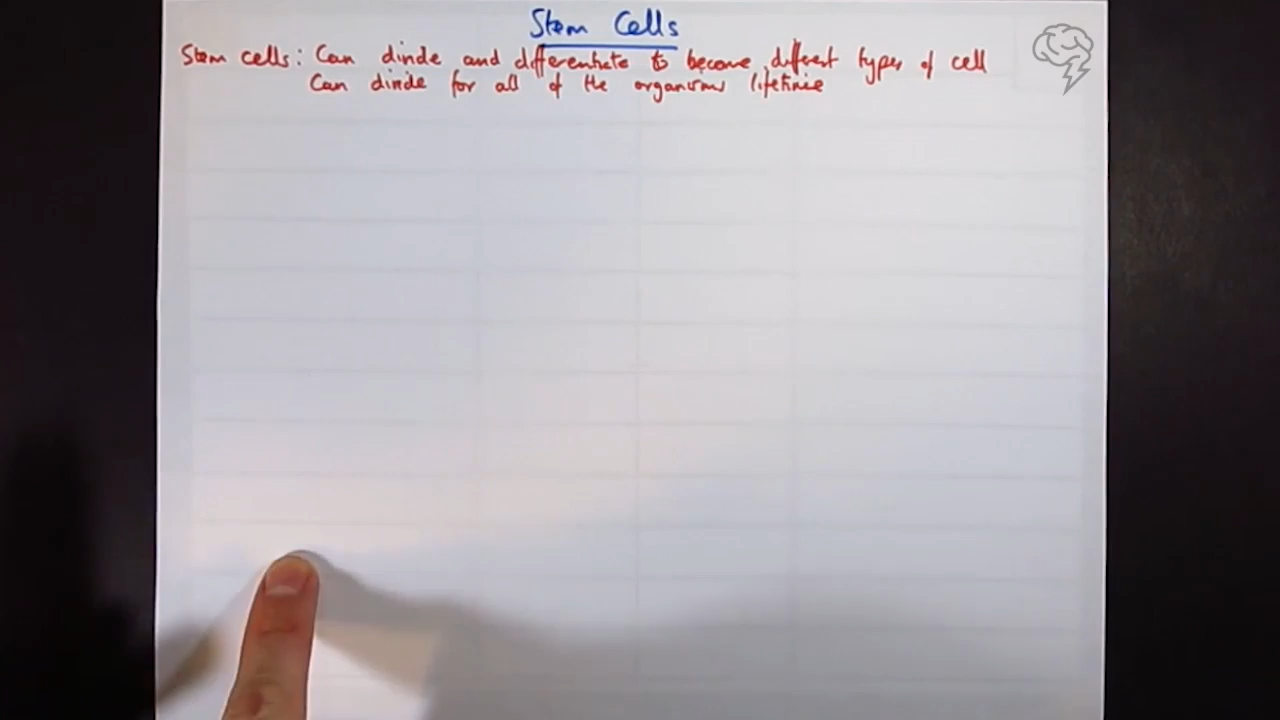 Stem Cells
Stem cells: Can divide and differentiate to become different types of cell
Can divide for all of the organisms lifetime